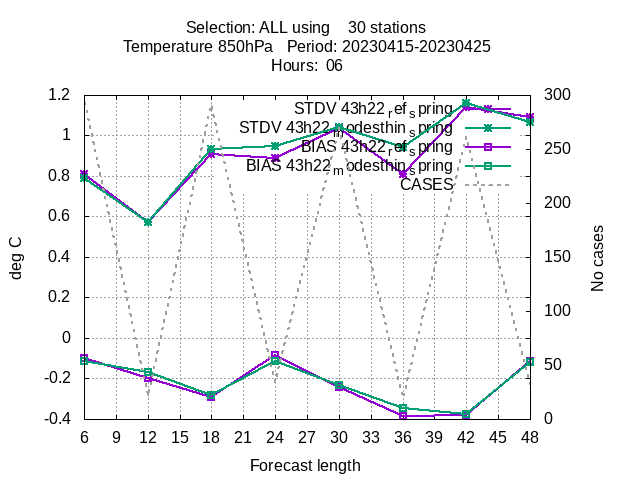 Selection: ALL using    30 stations
Temperature 850hPa   Period: 20230415-20230425
Hours: 06
STDV 43h22_ref_spring
STDV 43h22_modesthin_spring
BIAS 43h22_ref_spring
BIAS 43h22_modesthin_spring
CASES
deg C
No cases
1.2
1
0.8
0.6
0.4
0.2
0
-0.2
-0.4
300
250
200
150
100
50
0
6 9 12 15 18 21 24 27 30 33 36 39 42 45 48
Forecast length